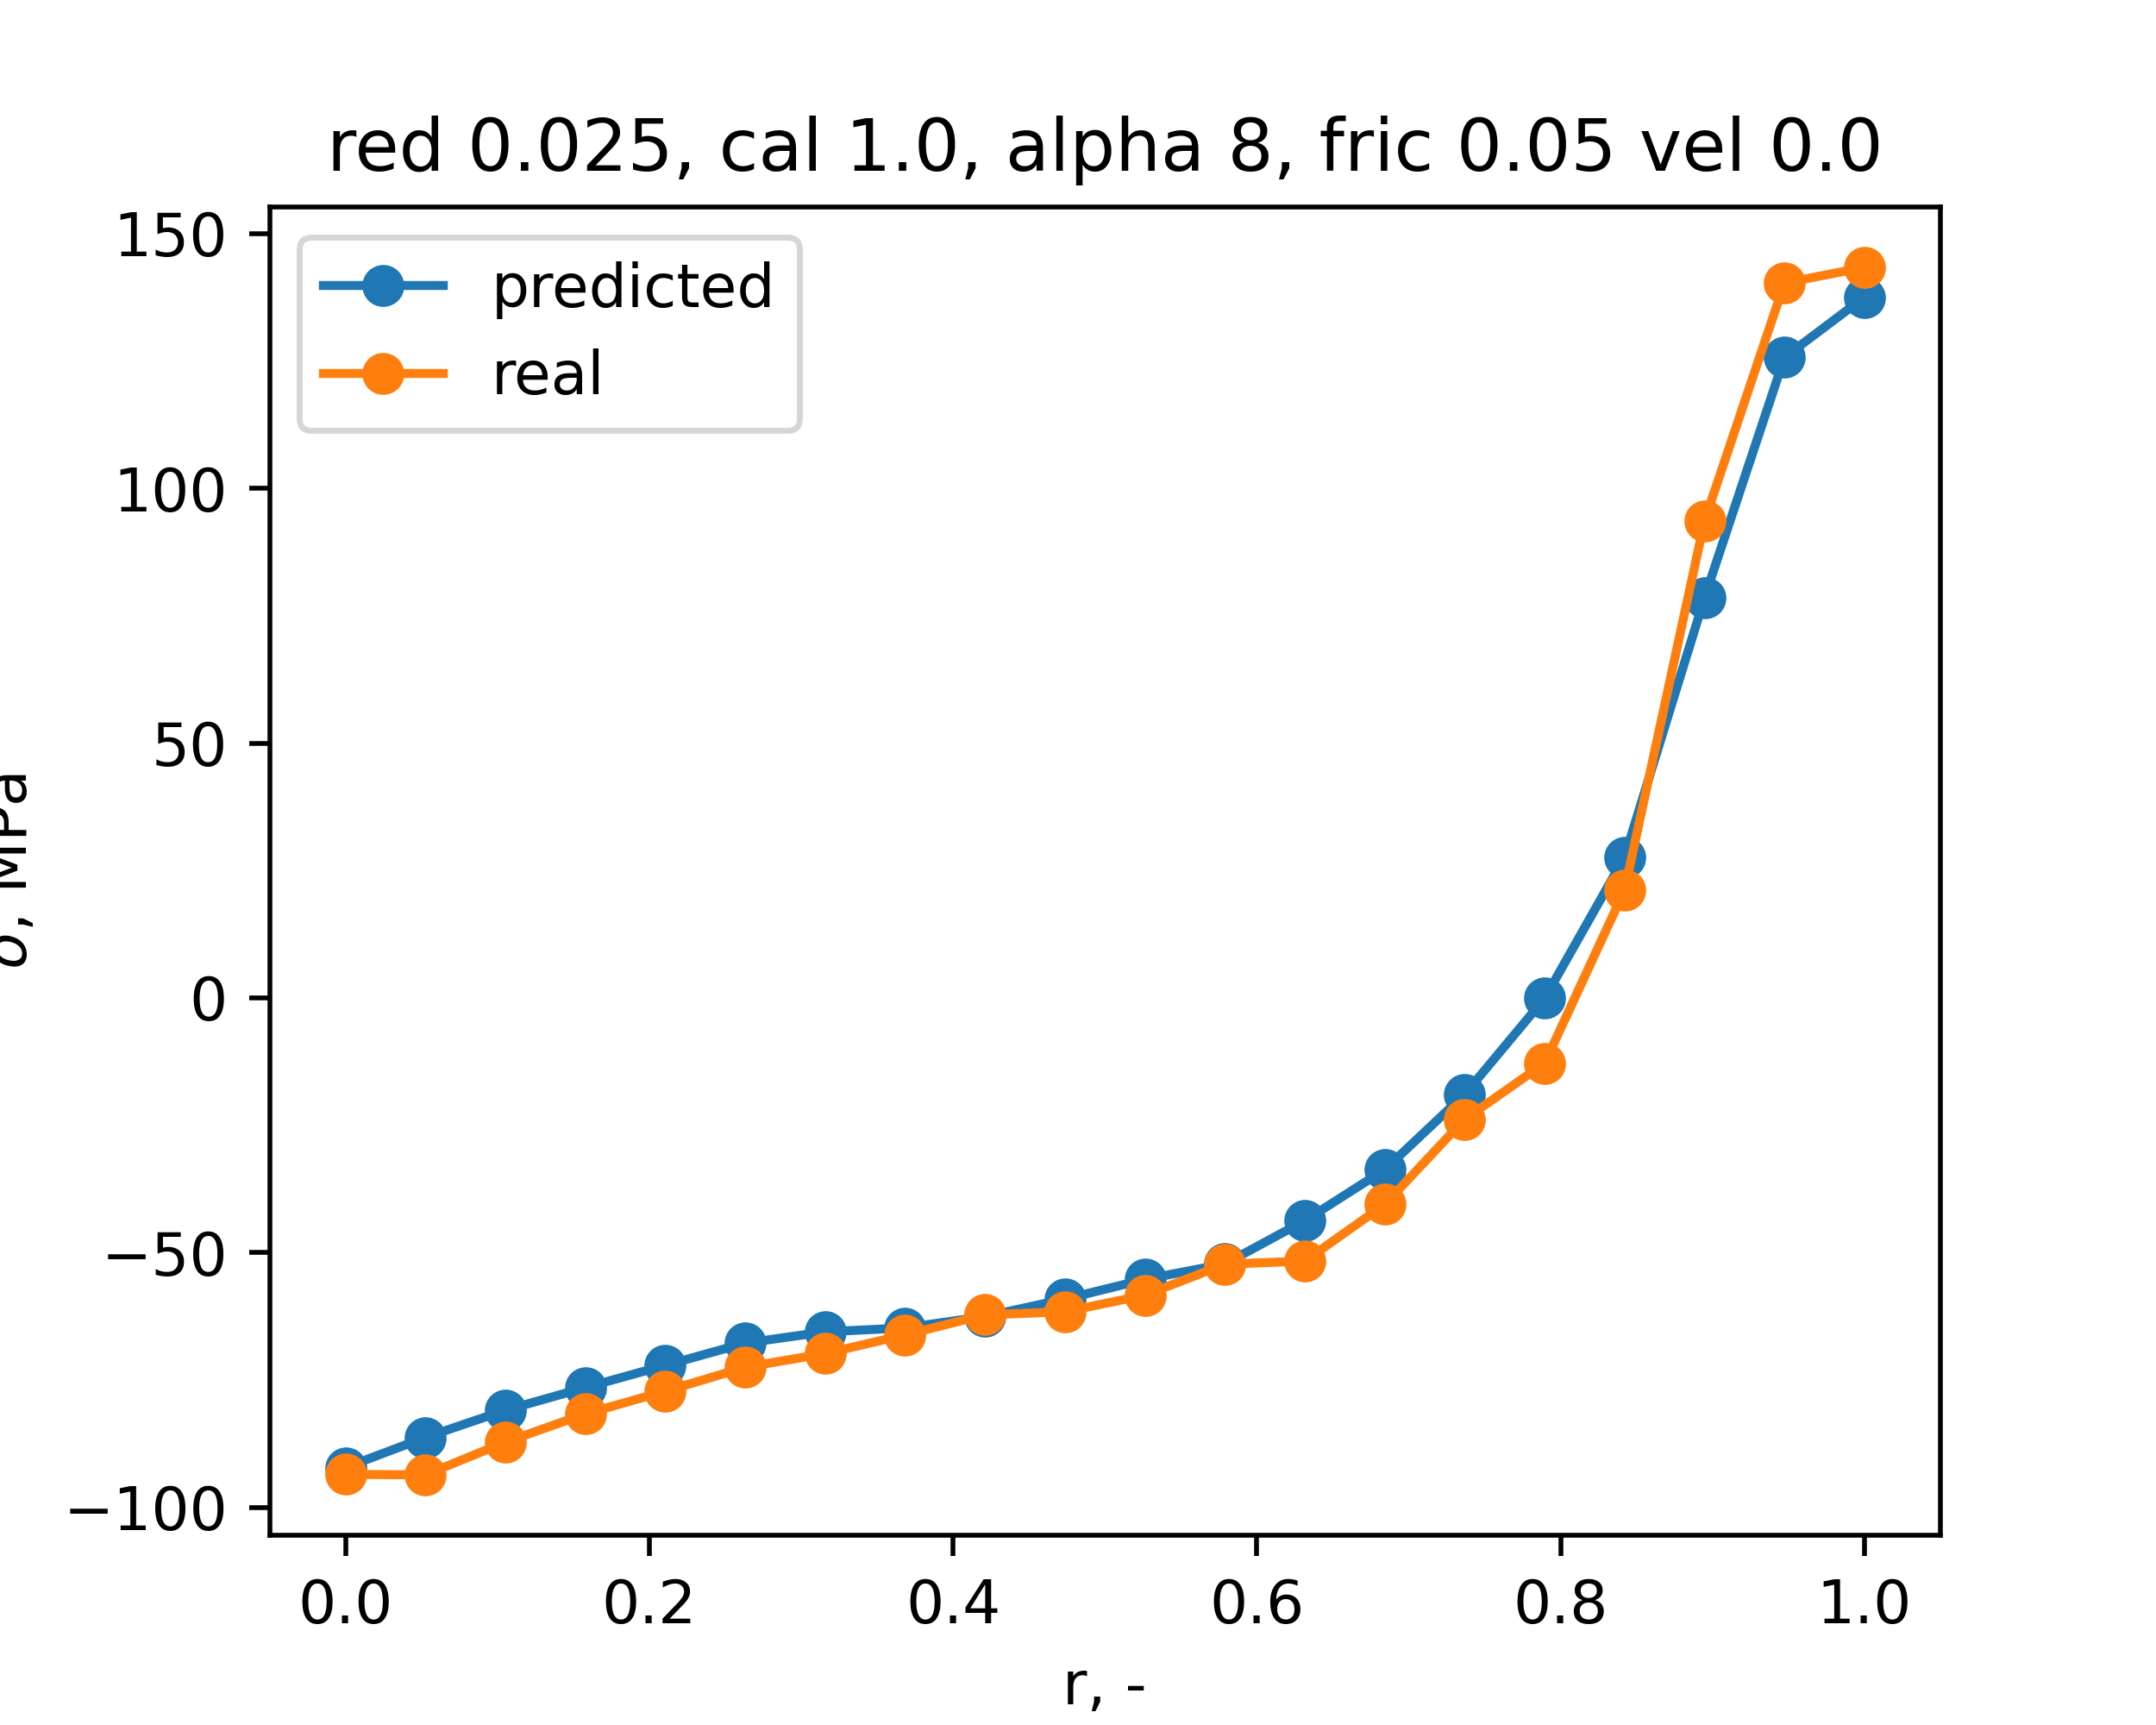 red 0.025, cal 1.0, alpha 8, fric 0.05 vel 0.0
predicted
real
150
100
50
0
−50
−100
σ, MPa
0.0 0.2 0.4 0.6 0.8 1.0
r, -